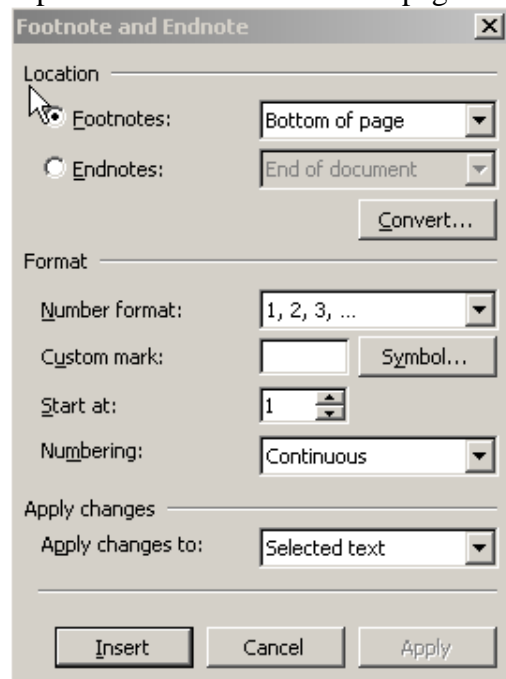 Footnote and Endnote
Location
Footnotes: Bottom of page
Endnotes: End of document
Convert...
Format
Number format: 1, 2, 3, ...
Custom mark: Symbol...
Start at: 1
Numbering: Continuous
Apply changes
Apply changes to: Selected text
Insert Cancel Apply